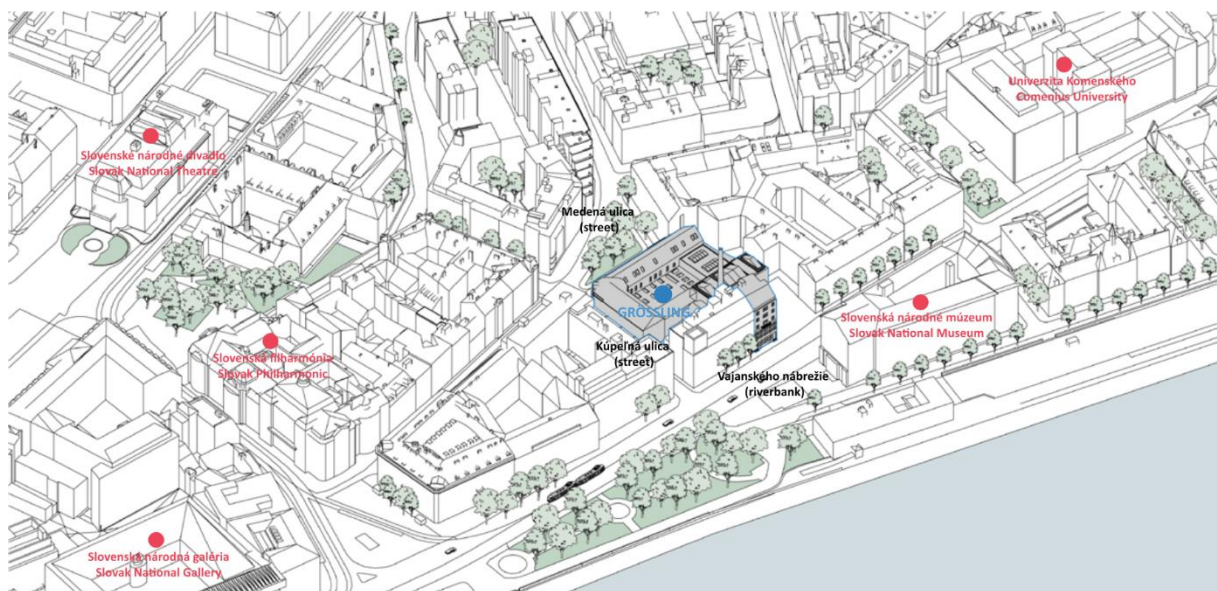 Univerzita Komenského
Comenius University
Slovenské národné divadlo
Slovak National Theatre
Medená ulica
(street)
GRÖSSLING
Slovenská národné múzeum
Slovak National Museum
Kúpeľná ulica
(street)
Slovenská filharmónia
Slovak Philharmonic
Vajanského nábrežie
(riverbank)
Slovenská národná galéria
Slovak National Gallery